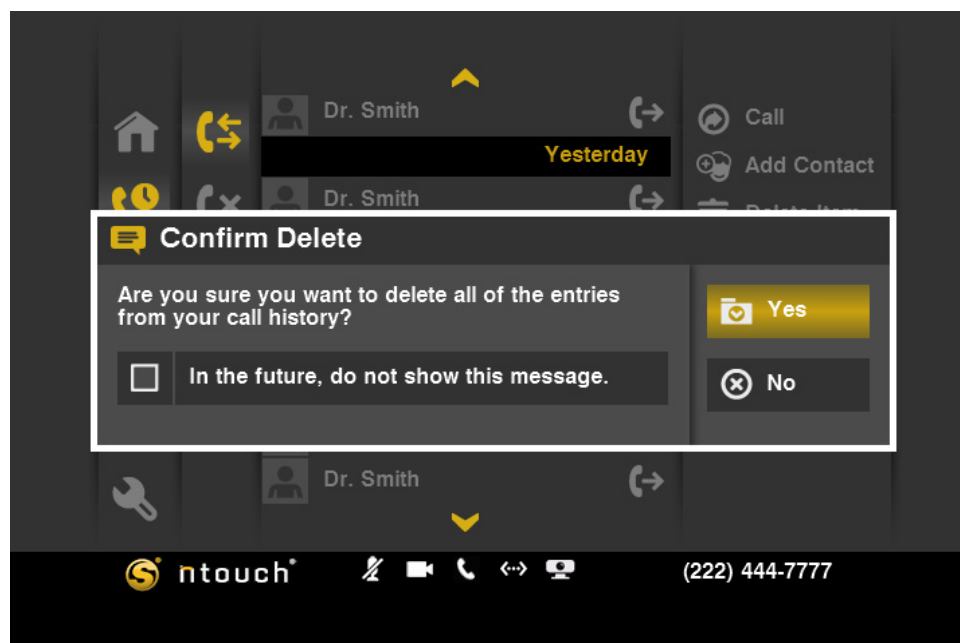 Dr. Smith
Call
Yesterday
Add Contact
Dr. Smith
Delete Item
Confirm Delete
Are you sure you want to delete all of the entries
from your call history?
Yes
In the future, do not show this message.
No
Dr. Smith
ntouch
(222) 444-7777